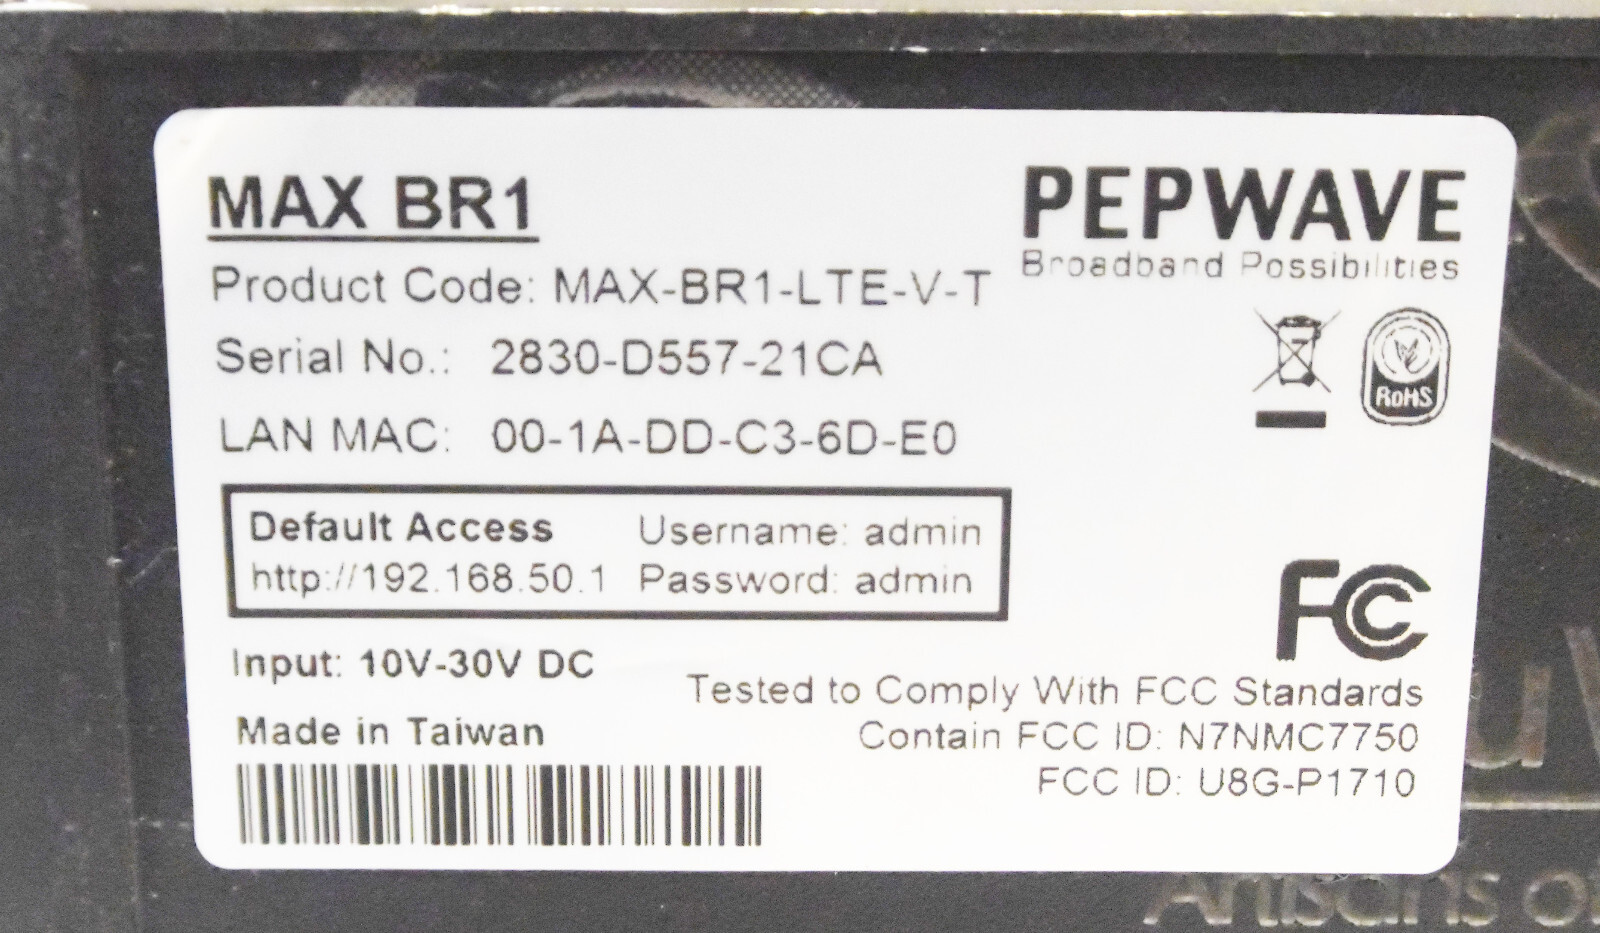 MAX BR1
PEPWAVE
Broadband Possibilities
Product Code: MAX-BR1-LTE-V-T
Serial No.: 2830-D557-21CA
LAN MAC: 00-1A-DD-C3-6D-E0
RoHS
Default Access Username: admin
http://192.168.50.1 Password: admin
FC
Input: 10V-30V DC
Tested to Comply With FCC Standards
Made in Taiwan
Contain FCC ID: N7NMC7750
FCC ID: U8G-P1710
Artisans